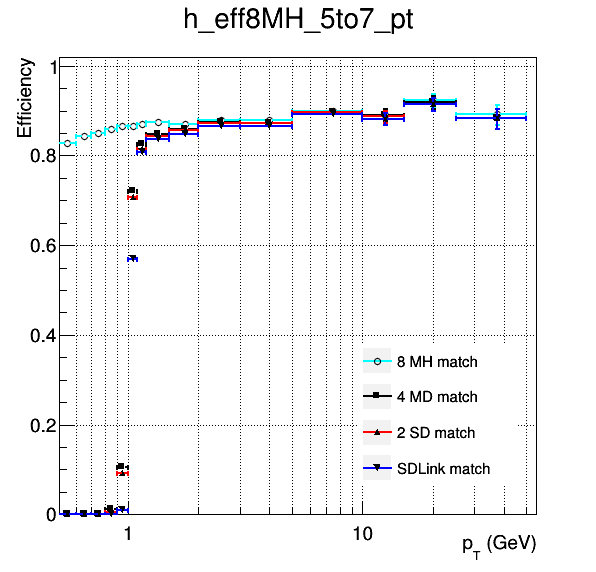 h_eff8MH_5to7_pt
Efficiency
1
0.8
0.6
0.4
0.2
0
8 MH match
4 MD match
2 SD match
SDLink match
1 10
pT (GeV)